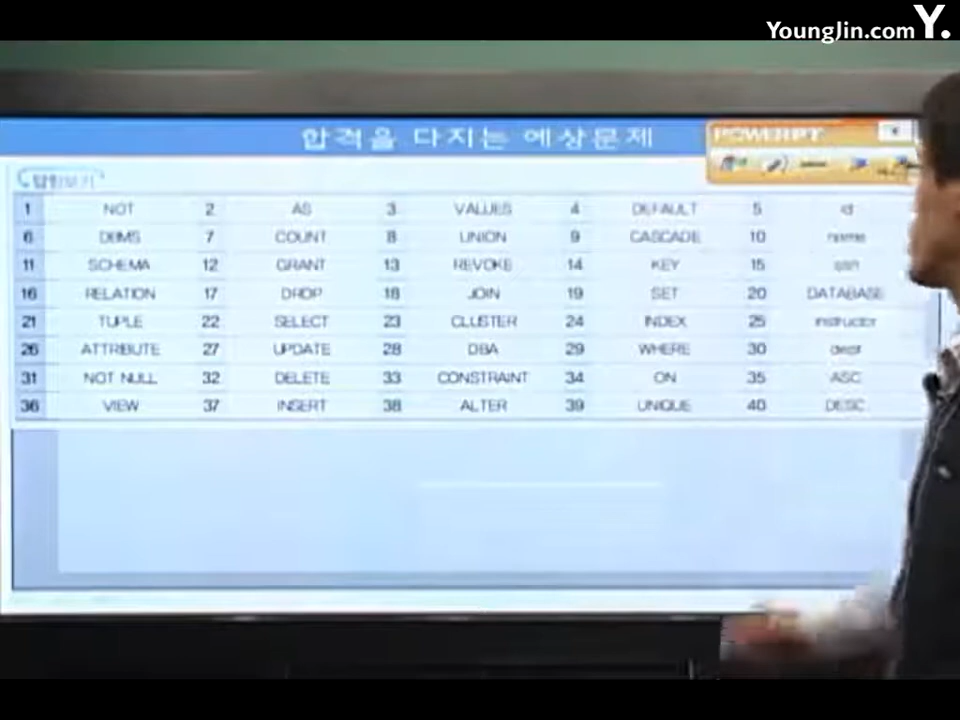 YoungJin.com Y.
합격을 다지는 예상문제
POWERPT
답항보기
1 NOT 2 AS 3 VALUES 4 DEFAULT 5 id
6 DBMS 7 COUNT 8 UNION 9 CASCADE 10 name
11 SCHEMA 12 GRANT 13 REVOKE 14 KEY 15 ssn
16 RELATION 17 DROP 18 JOIN 19 SET 20 DATABASE
21 TUPLE 22 SELECT 23 CLUSTER 24 INDEX 25 instructor
26 ATTRIBUTE 27 UPDATE 28 DBA 29 WHERE 30 dept
31 NOT NULL 32 DELETE 33 CONSTRAINT 34 ON 35 ASC
36 VIEW 37 INSERT 38 ALTER 39 UNIQUE 40 DESC